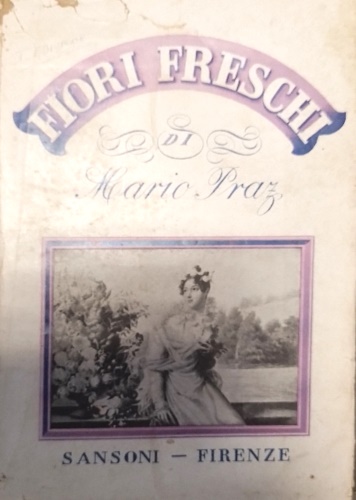 FIORI FRESCHI
DI
Mario Praz
SANSONI — FIRENZE